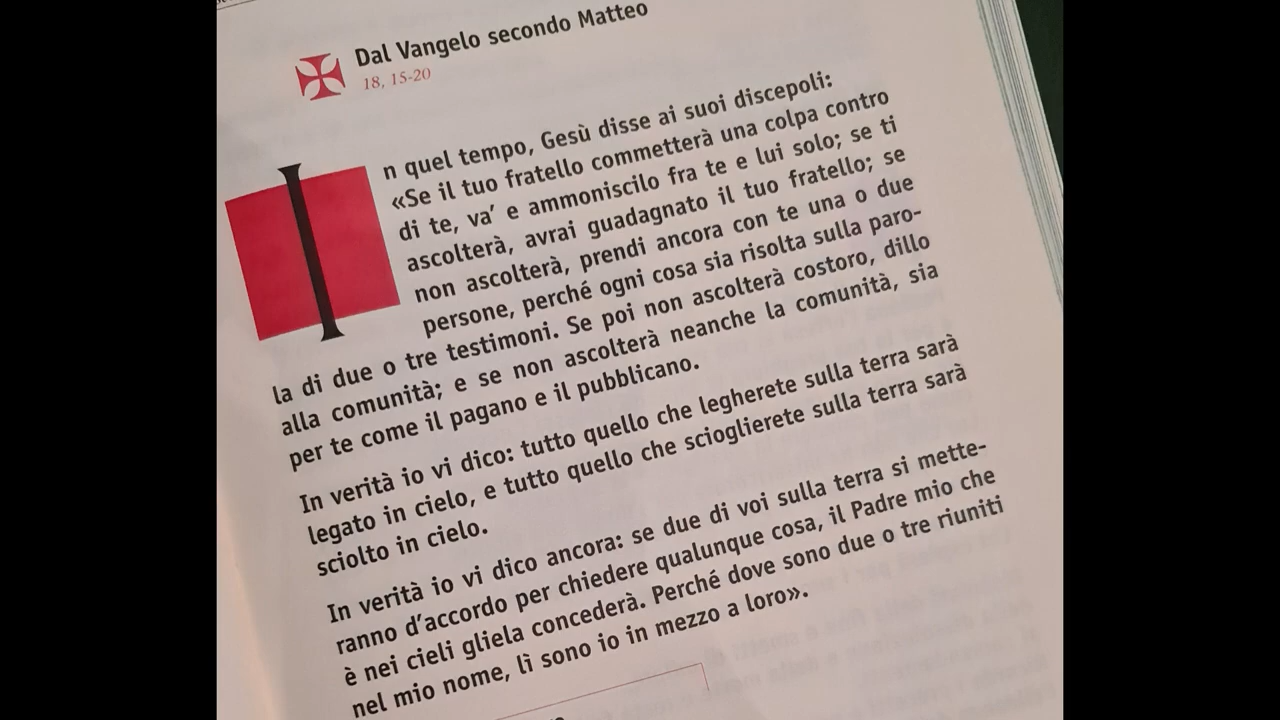 Dal Vangelo secondo Matteo
18, 15-20
In quel tempo, Gesù disse ai suoi discepoli:
«Se il tuo fratello commetterà una colpa contro
di te, va' e ammoniscilo fra te e lui solo; se ti
ascolterà, avrai guadagnato il tuo fratello; se
non ascolterà, prendi ancora con te una o due
persone, perché ogni cosa sia risolta sulla paro-
la di due o tre testimoni. Se poi non ascolterà costoro, dillo
alla comunità; e se non ascolterà neanche la comunità, sia
per te come il pagano e il pubblicano.
In verità io vi dico: tutto quello che legherete sulla terra sarà
legato in cielo, e tutto quello che scioglierete sulla terra sarà
sciolto in cielo.
In verità io vi dico ancora: se due di voi sulla terra si mette-
ranno d'accordo per chiedere qualunque cosa, il Padre mio che
è nei cieli gliela concederà. Perché dove sono due o tre riuniti
nel mio nome, lì sono io in mezzo a loro».